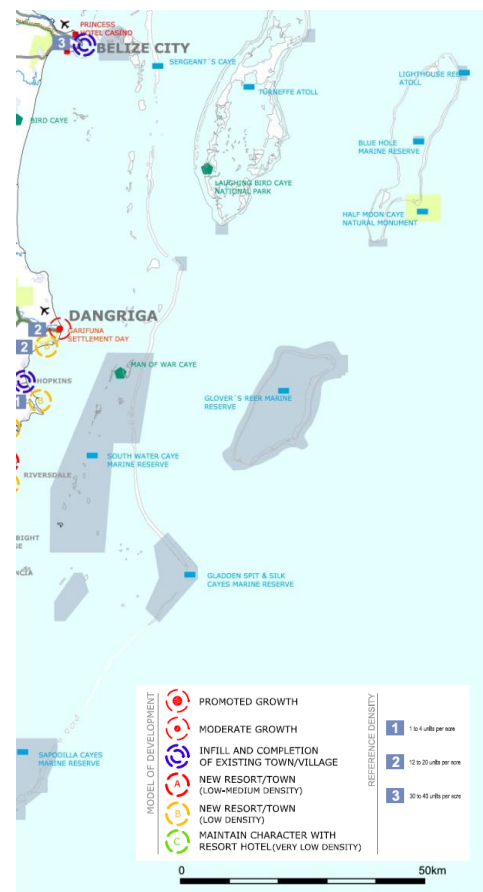 PRINCESS
HOTEL CASINO
3
BELIZE CITY
SERGEANT´S CAYE
LIGHTHOUSE REE
ATOLL
TURNEFFE ATOLL
BIRD CAYE
BLUE HOLE
MARINE RESERVE
LAUGHING BIRD CAYE
NATIONAL PARK
HALF MOON CAYE
NATURAL MONUMENT
DANGRIGA
2
GARIFUNA
SETTLEMENT DAY
2
B
MAN OF WAR CAYE
HOPKINS
1
B
GLOVER´S REER MARINE
RESERVE
SOUTH WATER CAYE
MARINE RESERVE
RIVERSDALE
BIGHT
GE
NCIA
GLADDEN SPIT & SILK
CAYES MARINE RESERVE
SAPODILLA CAYES
MARINE RESERVE
MODEL OF DEVELOPMENT
PROMOTED GROWTH
MODERATE GROWTH
INFILL AND COMPLETION
OF EXISTING TOWN/VILLAGE
A NEW RESORT/TOWN
(LOW-MEDIUM DENSITY)
B NEW RESORT/TOWN
(LOW DENSITY)
C MAINTAIN CHARACTER WITH
RESORT HOTEL(VERY LOW DENSITY)
REFERENCE DENSITY
1 1 to 4 units per acre
2 12 to 20 units per acre
3 30 to 40 units per acre
0 50km